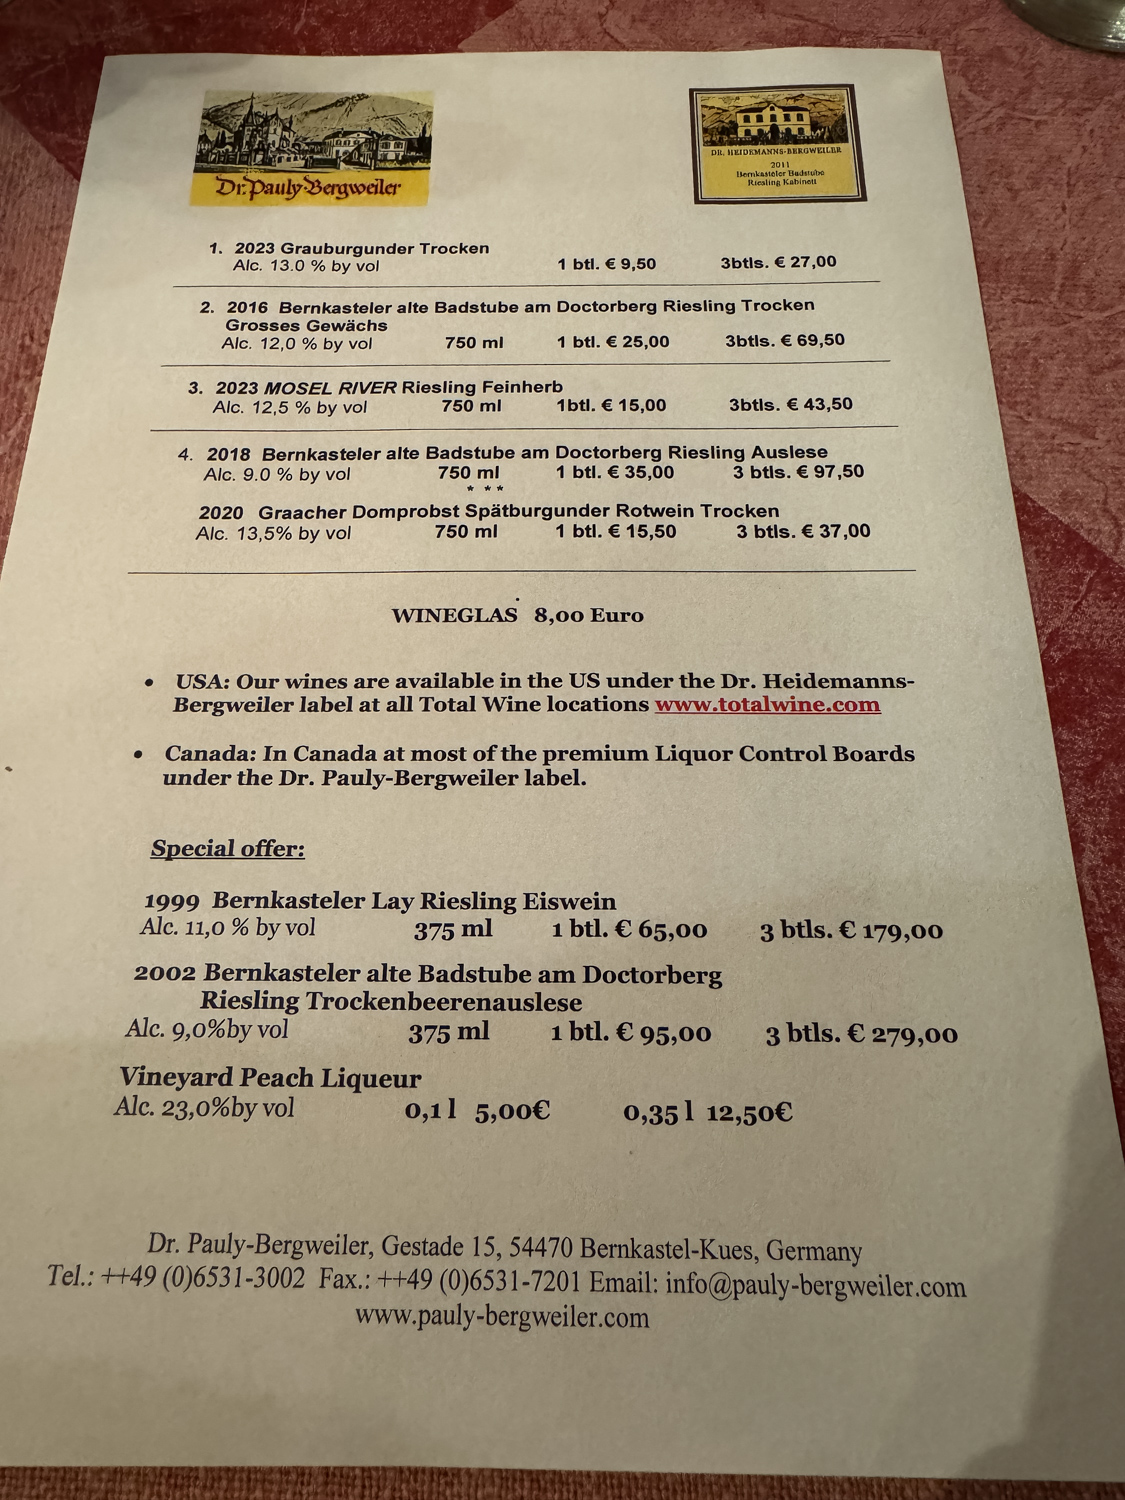 Dr. Pauly-Bergweiler
DR. HEIDEMANNS-BERGWEILER
2011
Bernkasteler Badstube
Riesling Kabinett
1. 2023 Grauburgunder Trocken
Alc. 13.0 % by vol 1 btl. € 9,50 3btls. € 27,00
2. 2016 Bernkasteler alte Badstube am Doctorberg Riesling Trocken
Grosses Gewächs
Alc. 12,0 % by vol 750 ml 1 btl. € 25,00 3btls. € 69,50
3. 2023 MOSEL RIVER Riesling Feinherb
Alc. 12,5 % by vol 750 ml 1btl. € 15,00 3btls. € 43,50
4. 2018 Bernkasteler alte Badstube am Doctorberg Riesling Auslese
Alc. 9.0 % by vol 750 ml 1 btl. € 35,00 3 btls. € 97,50
* * *
2020 Graacher Domprobst Spätburgunder Rotwein Trocken
Alc. 13,5% by vol 750 ml 1 btl. € 15,50 3 btls. € 37,00
WINEGLAS 8,00 Euro
• USA: Our wines are available in the US under the Dr. Heidemanns-
Bergweiler label at all Total Wine locations www.totalwine.com
• Canada: In Canada at most of the premium Liquor Control Boards
under the Dr. Pauly-Bergweiler label.
Special offer:
1999 Bernkasteler Lay Riesling Eiswein
Alc. 11,0 % by vol 375 ml 1 btl. € 65,00 3 btls. € 179,00
2002 Bernkasteler alte Badstube am Doctorberg
Riesling Trockenbeerenauslese
Alc. 9,0%by vol 375 ml 1 btl. € 95,00 3 btls. € 279,00
Vineyard Peach Liqueur
Alc. 23,0%by vol 0,1 l 5,00€ 0,35 l 12,50€
Dr. Pauly-Bergweiler, Gestade 15, 54470 Bernkastel-Kues, Germany
Tel.: ++49 (0)6531-3002 Fax.: ++49 (0)6531-7201 Email: info@pauly-bergweiler.com
www.pauly-bergweiler.com